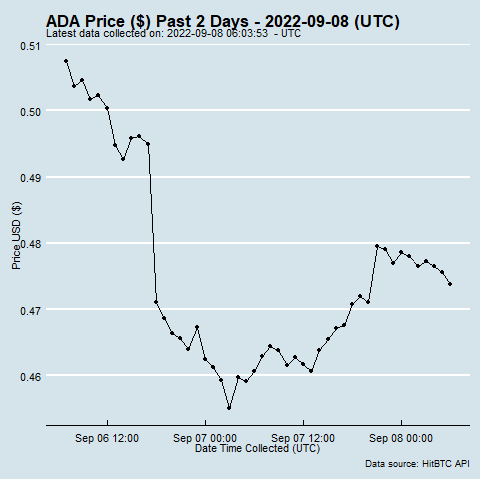 ADA Price ($) Past 2 Days - 2022-09-08 (UTC)
Latest data collected on: 2022-09-08 06:03:53 - UTC
0.51
0.50
0.49
0.48
0.47
0.46
Price USD ($)
Sep 06 12:00
Sep 07 00:00
Sep 07 12:00
Sep 08 00:00
Date Time Collected (UTC)
Data source: HitBTC API